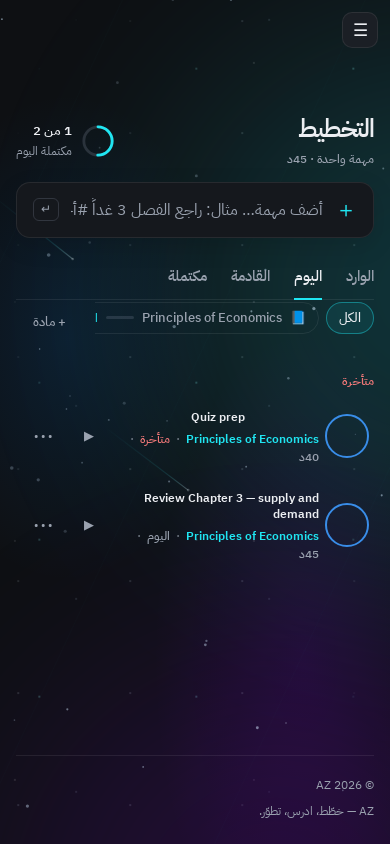 ☰
التخطيط
مهمة واحدة · 45د
1 من 2
مكتملة اليوم
+ أضف مهمة... مثال: راجع الفصل 3 غداً #أ ↵
الوارد اليوم القادمة مكتملة
الكل 📘 Principles of Economics + مادة
متأخرة
Quiz prep
Principles of Economics · متأخرة ·
40د
Review Chapter 3 — supply and
demand
Principles of Economics · اليوم ·
45د
© 2026 AZ
AZ — خطّط، ادرس، تطوّر.